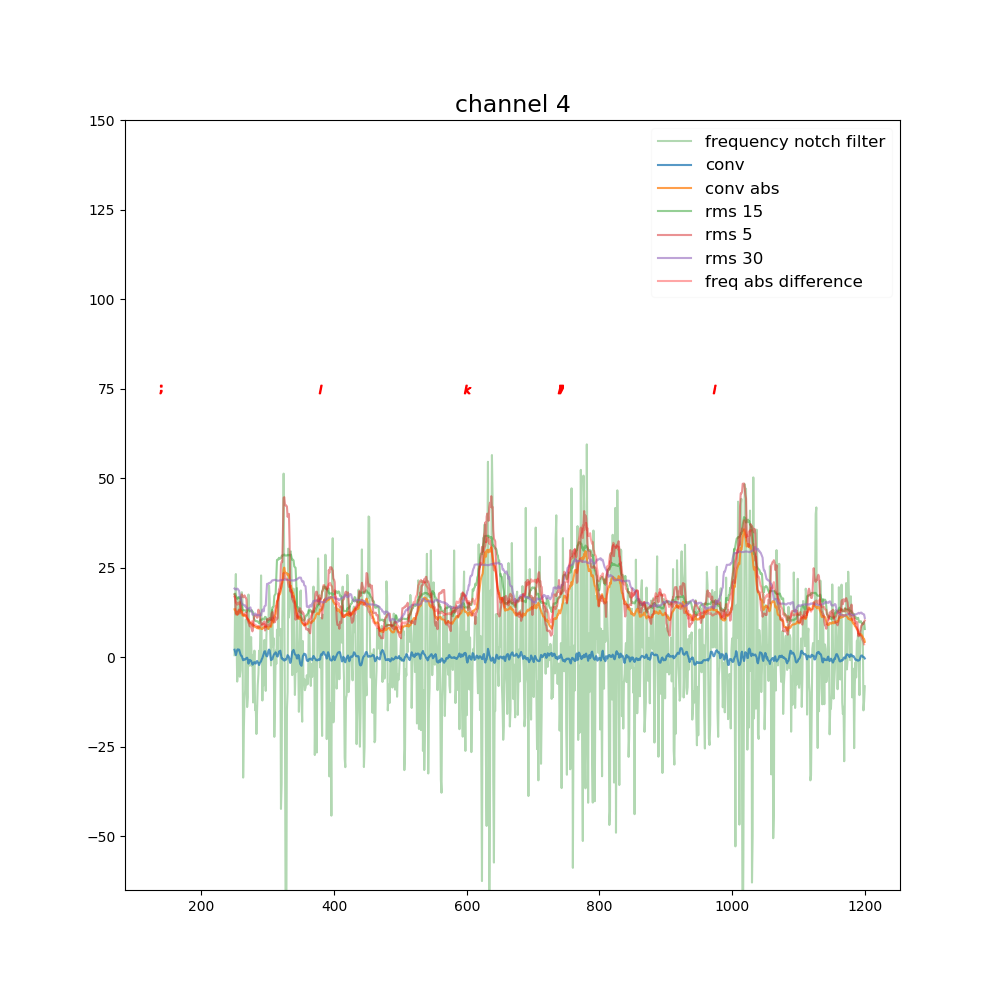 channel 4
150
frequency notch filter
conv
conv abs
rms 15
rms 5
rms 30
freq abs difference
125
100
75
; l k l
50
25
0
−25
−50
200 400 600 800 1000 1200